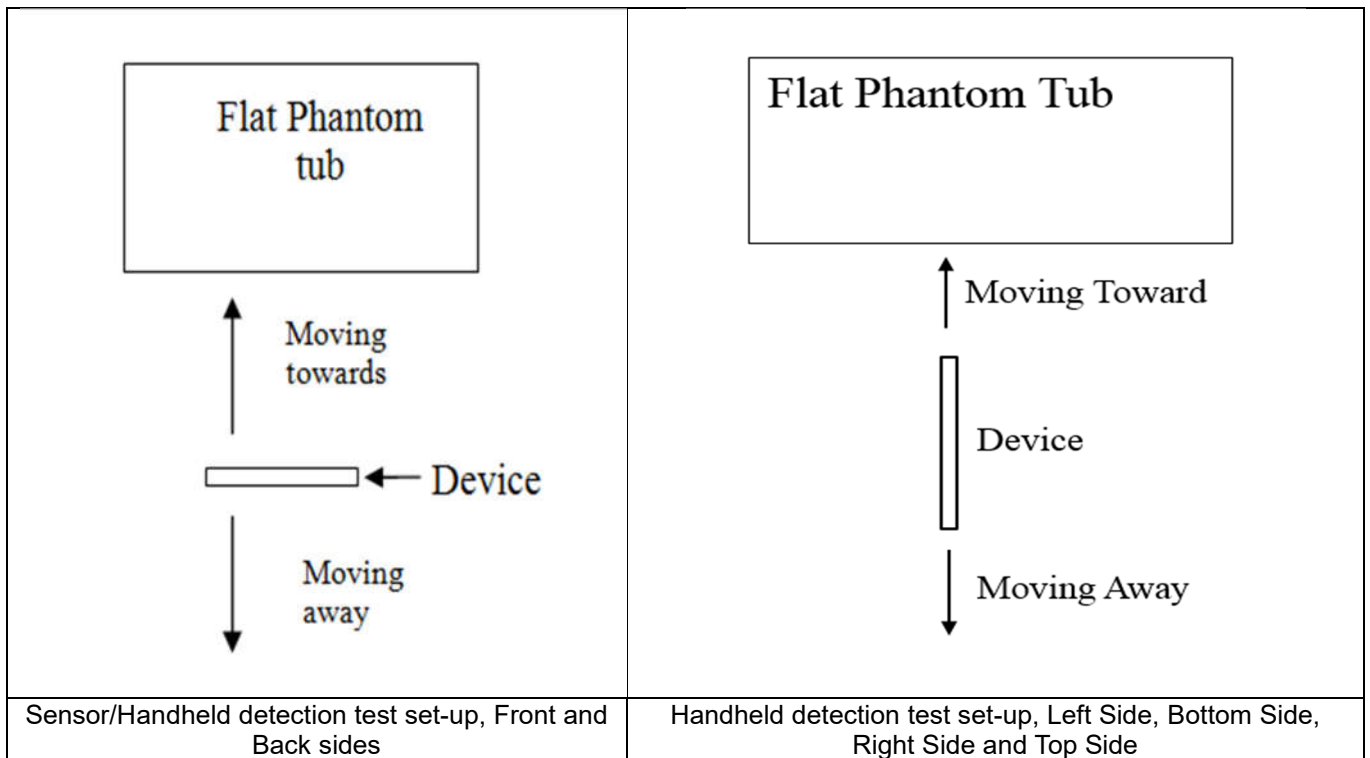 Flat Phantom
tub
Moving
towards
Device
Moving
away
Flat Phantom Tub
Moving Toward
Device
Moving Away
Sensor/Handheld detection test set-up, Front and
Back sides
Handheld detection test set-up, Left Side, Bottom Side,
Right Side and Top Side